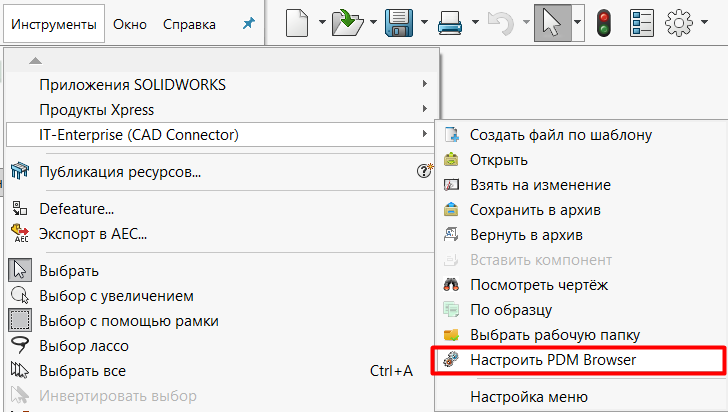 Инструменты Окно Справка
Приложения SOLIDWORKS
Продукты Xpress
IT-Enterprise (CAD Connector)
Публикация ресурсов...
Defeature...
Экспорт в AEC...
Выбрать
Выбор с увеличением
Выбор с помощью рамки
Выбор лассо
Выбрать все Ctrl+A
Инвертировать выбор
Создать файл по шаблону
Открыть
Взять на изменение
Сохранить в архив
Вернуть в архив
Вставить компонент
Посмотреть чертёж
По образцу
Выбрать рабочую папку
Настроить PDM Browser
Настройка меню